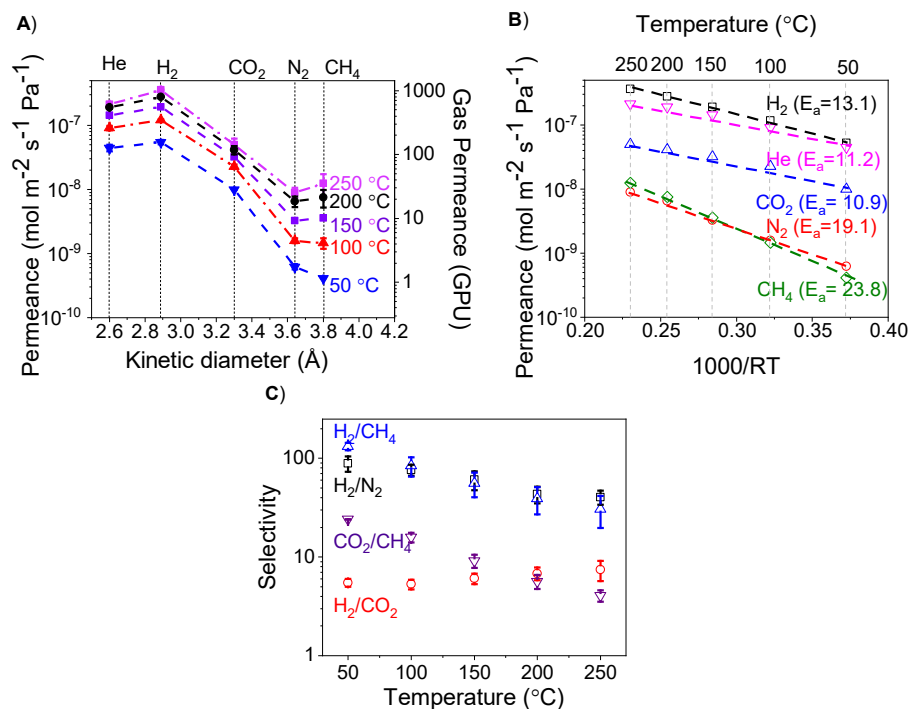 A)
He H₂ CO₂ N₂ CH₄
10⁻⁷
10⁻⁸
10⁻⁹
10⁻¹⁰
1000
100
10
1
250 °C
200 °C
150 °C
100 °C
50 °C
2.6 2.8 3.0 3.2 3.4 3.6 3.8 4.0 4.2
Kinetic diameter (Å)
Permeance (mol m⁻² s⁻¹ Pa⁻¹)
Gas Permeance (GPU)
B)
Temperature (°C)
250 200 150 100 50
10⁻⁷
10⁻⁸
10⁻⁹
10⁻¹⁰
H₂ (Eₐ=13.1)
He (Eₐ=11.2)
CO₂ (Eₐ= 10.9)
N₂ (Eₐ=19.1)
CH₄ (Eₐ= 23.8)
0.20 0.25 0.30 0.35 0.40
1000/RT
Permeance (mol m⁻² s⁻¹ Pa⁻¹)
C)
100
10
1
H₂/CH₄
H₂/N₂
CO₂/CH₄
H₂/CO₂
50 100 150 200 250
Temperature (°C)
Selectivity